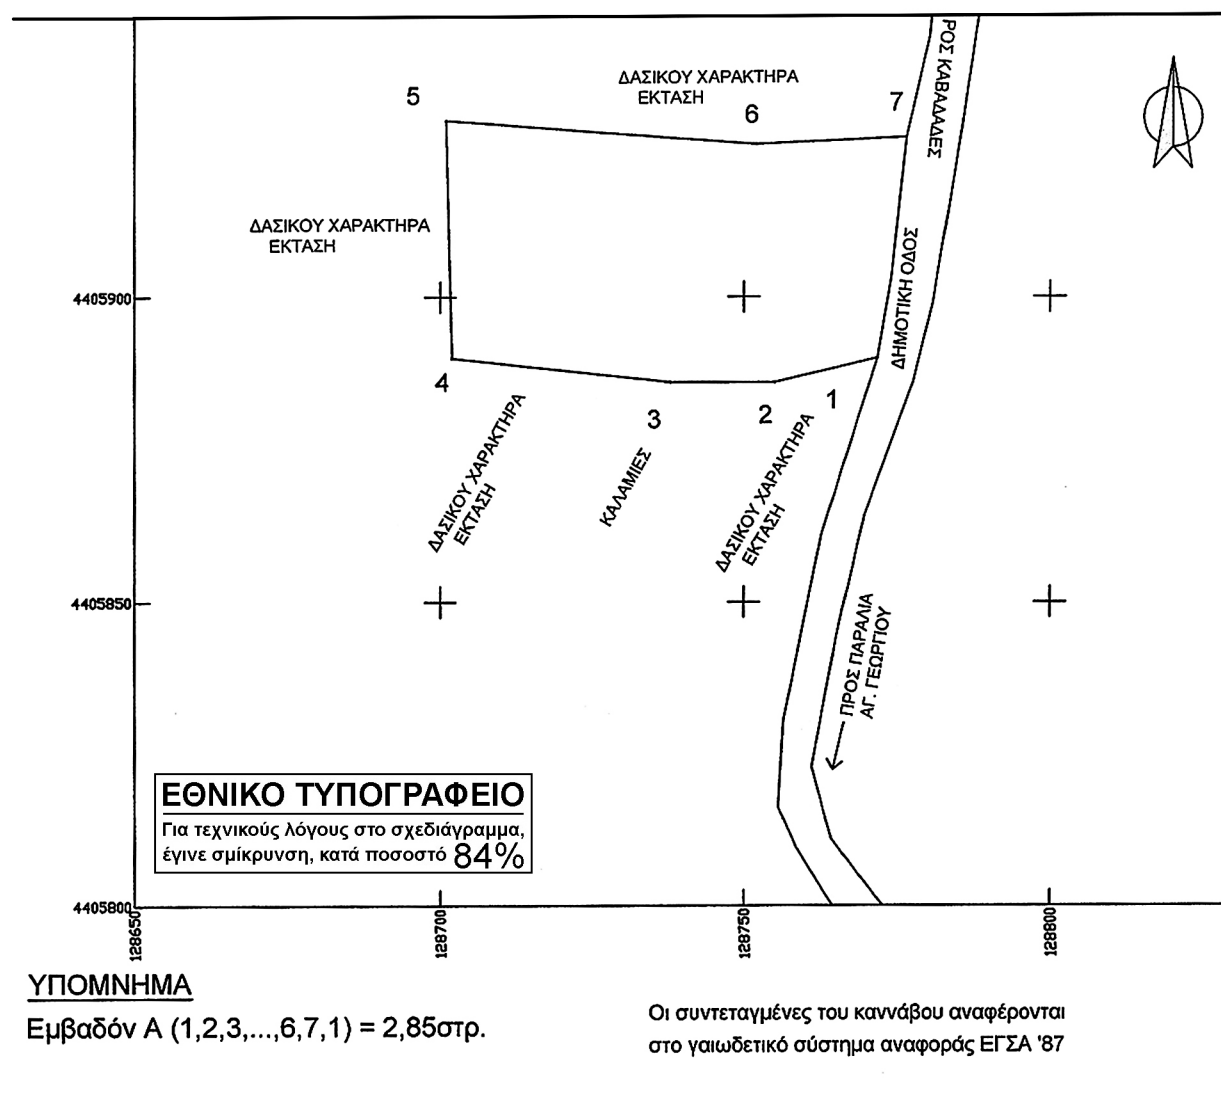 ΔΑΣΙΚΟΥ ΧΑΡΑΚΤΗΡΑ
ΕΚΤΑΣΗ
5
6
7
ΡΟΣ ΚΑΒΑΔΑΔΕΣ
ΔΑΣΙΚΟΥ ΧΑΡΑΚΤΗΡΑ
ΕΚΤΑΣΗ
ΔΗΜΟΤΙΚΗ ΟΔΟΣ
4405900
4
3
2
1
ΔΑΣΙΚΟΥ ΧΑΡΑΚΤΗΡΑ
ΕΚΤΑΣΗ
ΚΑΛΑΜΙΕΣ
ΔΑΣΙΚΟΥ ΧΑΡΑΚΤΗΡΑ
ΕΚΤΑΣΗ
4405850
ΠΡΟΣ ΠΑΡΑΛΙΑ
ΑΓ. ΓΕΩΡΓΙΟΥ
ΕΘΝΙΚΟ ΤΥΠΟΓΡΑΦΕΙΟ
Για τεχνικούς λόγους στο σχεδιάγραμμα,
έγινε σμίκρυνση, κατά ποσοστό 84%
4405800
128650
128700
128750
128800
ΥΠΟΜΝΗΜΑ
Εμβαδόν Α (1,2,3,...,6,7,1) = 2,85στρ.
Οι συντεταγμένες του καννάβου αναφέρονται
στο γαιωδετικό σύστημα αναφοράς ΕΓΣΑ '87